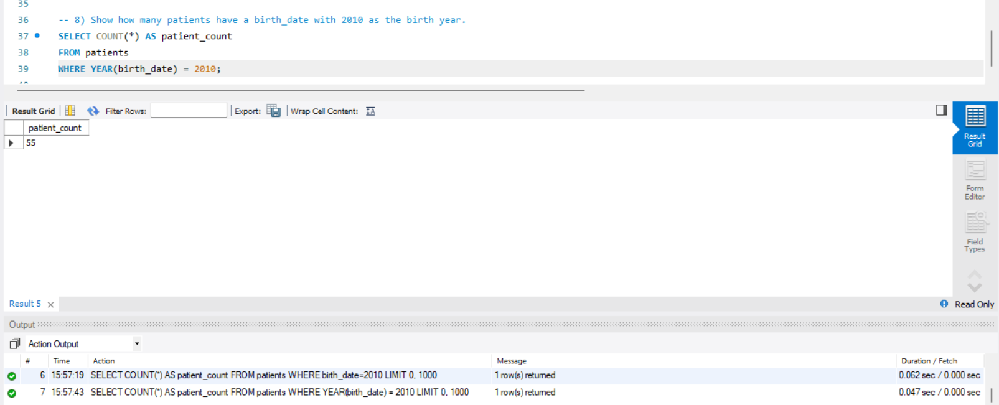 35
36 -- 8) Show how many patients have a birth_date with 2010 as the birth year.
37 SELECT COUNT(*) AS patient_count
38 FROM patients
39 WHERE YEAR(birth_date) = 2010;
Result Grid Filter Rows: Export: Wrap Cell Content:
patient_count
55
Result Grid
Form Editor
Field Types
Result 5 Read Only
Output
Action Output
# Time Action Message Duration / Fetch
6 15:57:19 SELECT COUNT(*) AS patient_count FROM patients WHERE birth_date=2010 LIMIT 0, 1000 1 row(s) returned 0.062 sec / 0.000 sec
7 15:57:43 SELECT COUNT(*) AS patient_count FROM patients WHERE YEAR(birth_date) = 2010 LIMIT 0, 1000 1 row(s) returned 0.047 sec / 0.000 sec